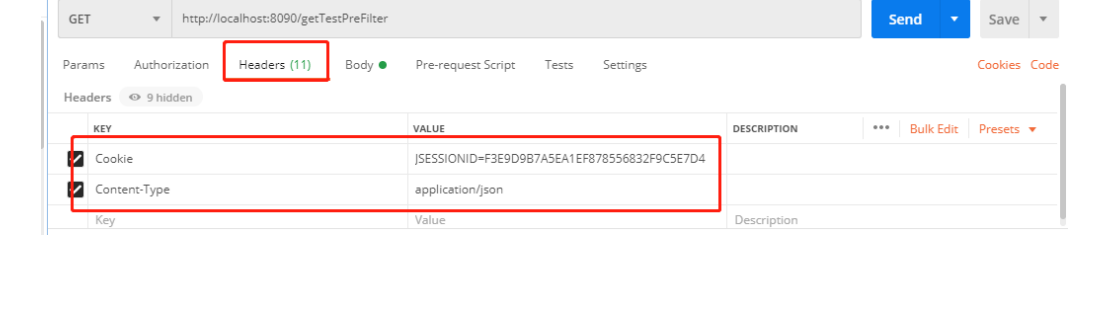 GET http://localhost:8090/getTestPreFilter Send Save
Params Authorization Headers (11) Body Pre-request Script Tests Settings Cookies Code
Headers 9 hidden
KEY VALUE DESCRIPTION ••• Bulk Edit Presets
Cookie JSESSIONID=F3E9D9B7A5EA1EF878556832F9C5E7D4
Content-Type application/json
Key Value Description